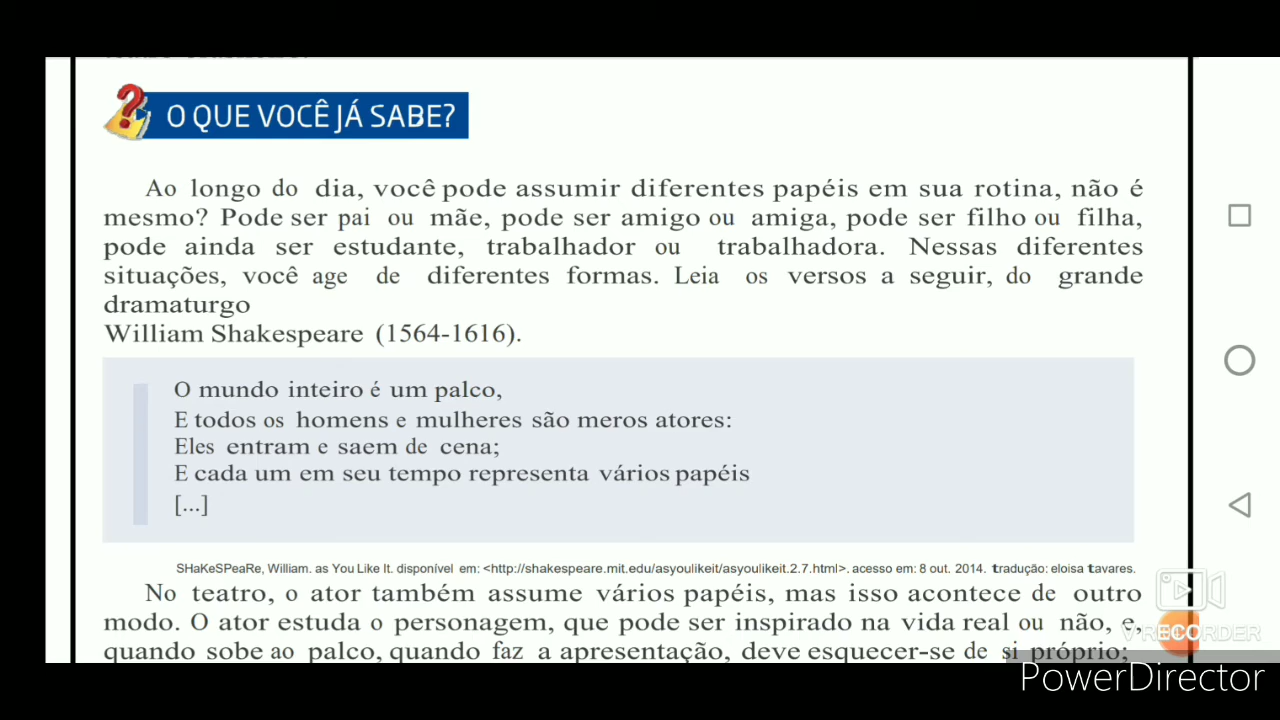 O QUE VOCÊ JÁ SABE?
Ao longo do dia, você pode assumir diferentes papéis em sua rotina, não é
mesmo? Pode ser pai ou mãe, pode ser amigo ou amiga, pode ser filho ou filha,
pode ainda ser estudante, trabalhador ou trabalhadora. Nessas diferentes
situações, você age de diferentes formas. Leia os versos a seguir, do grande
dramaturgo
William Shakespeare (1564-1616).
O mundo inteiro é um palco,
E todos os homens e mulheres são meros atores:
Eles entram e saem de cena;
E cada um em seu tempo representa vários papéis
[...]
SHaKeSPeaRe, William. as You Like It. disponível em: <http://shakespeare.mit.edu/asyoulikeit/asyoulikeit.2.7.html>. acesso em: 8 out. 2014. tradução: eloisa tavares.
No teatro, o ator também assume vários papéis, mas isso acontece de outro
modo. O ator estuda o personagem, que pode ser inspirado na vida real ou não, e,
quando sobe ao palco, quando faz a apresentação, deve esquecer-se de si próprio;
V RECORDER
PowerDirector